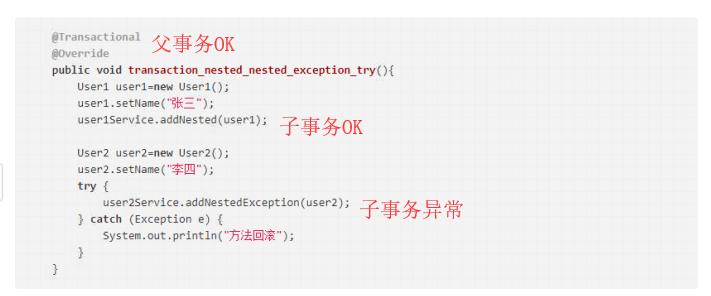 @Transactional 父事务OK
@Override
public void transaction_nested_nested_exception_try(){
User1 user1=new User1();
user1.setName("张三");
user1Service.addNested(user1); 子事务OK
User2 user2=new User2();
user2.setName("李四");
try {
user2Service.addNestedException(user2); 子事务异常
} catch (Exception e) {
System.out.println("方法回滚");
}
}